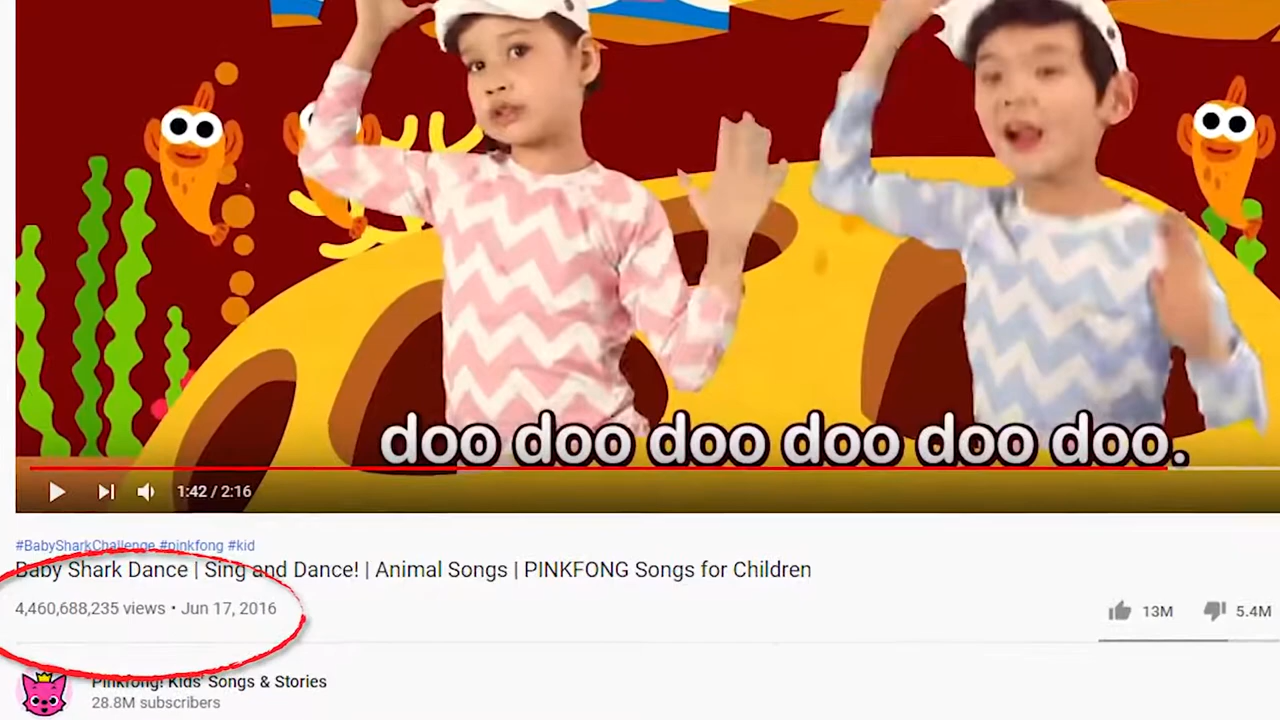 doo doo doo doo doo doo.
1:42 / 2:16
#BabySharkChallenge #pinkfong #kid
Baby Shark Dance | Sing and Dance! | Animal Songs | PINKFONG Songs for Children
4,460,688,235 views • Jun 17, 2016
13M 5.4M
Pinkfong! Kids' Songs & Stories
28.8M subscribers